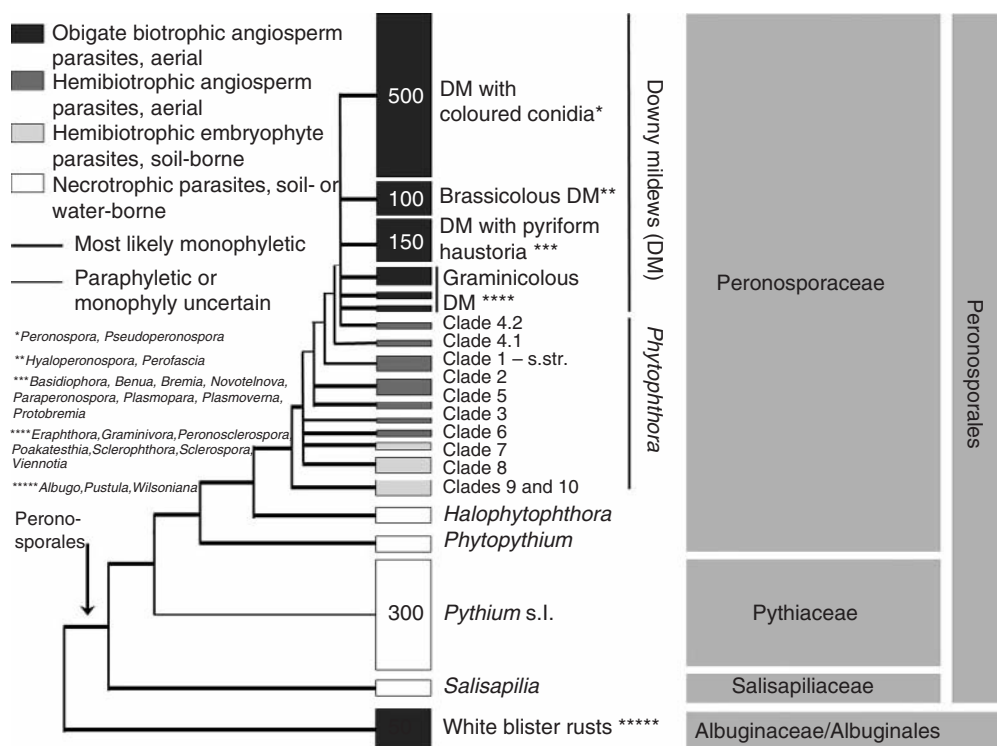 Obigate biotrophic angiosperm
parasites, aerial
Hemibiotrophic angiosperm
parasites, aerial
Hemibiotrophic embryophyte
parasites, soil-borne
Necrotrophic parasites, soil- or
water-borne
Most likely monophyletic
Paraphyletic or
monophyly uncertain
*Peronospora, Pseudoperonospora
**Hyaloperonospora, Perofascia
***Basidiophora, Benua, Bremia, Novotelnova,
Paraperonospora, Plasmopara, Plasmoverna,
Protobremia
****Eraphthora,Graminivora,Peronosclerospora,
Poakatesthia,Sclerophthora,Sclerospora,
Viennotia
*****Albugo,Pustula,Wilsoniana
Perono-
sporales
500
DM with
coloured conidia*
100
Brassicolous DM**
150
DM with pyriform
haustoria ***
Graminicolous
DM ****
Clade 4.2
Clade 4.1
Clade 1 – s.str.
Clade 2
Clade 5
Clade 3
Clade 6
Clade 7
Clade 8
Clades 9 and 10
Halophytophthora
Phytopythium
300
Pythium s.l.
Salisapilia
White blister rusts *****
Downy mildews (DM)
Phytophthora
Peronosporaceae
Pythiaceae
Salisapiliaceae
Albuginaceae/Albuginales
Peronosporales